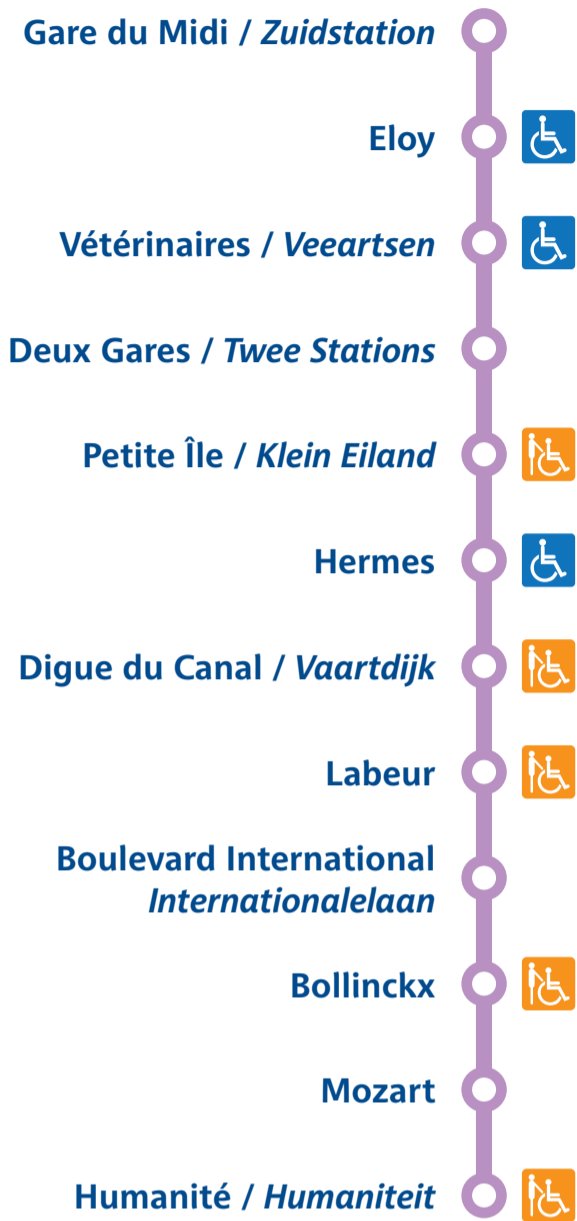 Gare du Midi / Zuidstation
Eloy
Vétérinaires / Veeartsen
Deux Gares / Twee Stations
Petite Île / Klein Eiland
Hermes
Digue du Canal / Vaartdijk
Labeur
Boulevard International
Internationalelaan
Bollinckx
Mozart
Humanité / Humaniteit